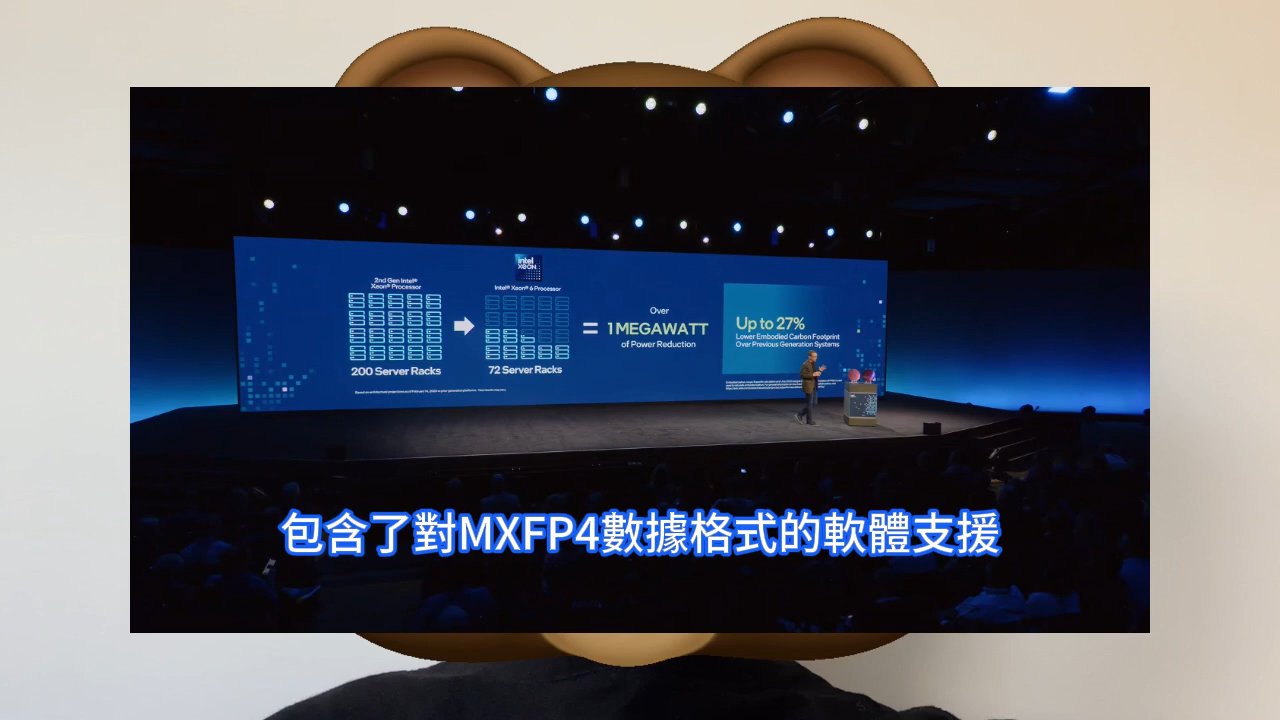 2nd Gen Intel®
Xeon® Processor
200 Server Racks
intel
XEON
Intel® Xeon® 6 Processor
72 Server Racks
=
Over
1 MEGAWATT
of Power Reduction
Up to 27%
Lower Embodied Carbon Footprint
Over Previous Generation Systems
包含了對MXFP4數據格式的軟體支援